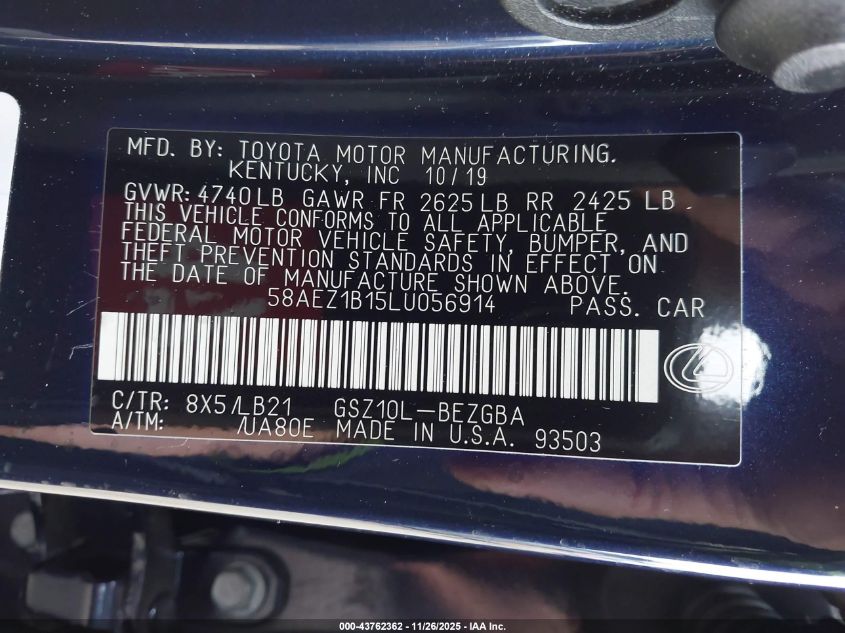 MFD. BY: TOYOTA MOTOR MANUFACTURING.
KENTUCKY, INC 10/19
GVWR: 4740 LB GAWR FR 2625 LB RR 2425 LB
THIS VEHICLE CONFORMS TO ALL APPLICABLE
FEDERAL MOTOR VEHICLE SAFETY, BUMPER, AND
THEFT PREVENTION STANDARDS IN EFFECT ON
THE DATE OF MANUFACTURE SHOWN ABOVE.
58AEZ1B15LU056914 PASS. CAR
C/TR: 8X5/LB21 GSZ10L-BEZGBA
A/TM: /UA80E MADE IN U.S.A. 93503
000-43762362 - 11/26/2025 - IAA Inc.